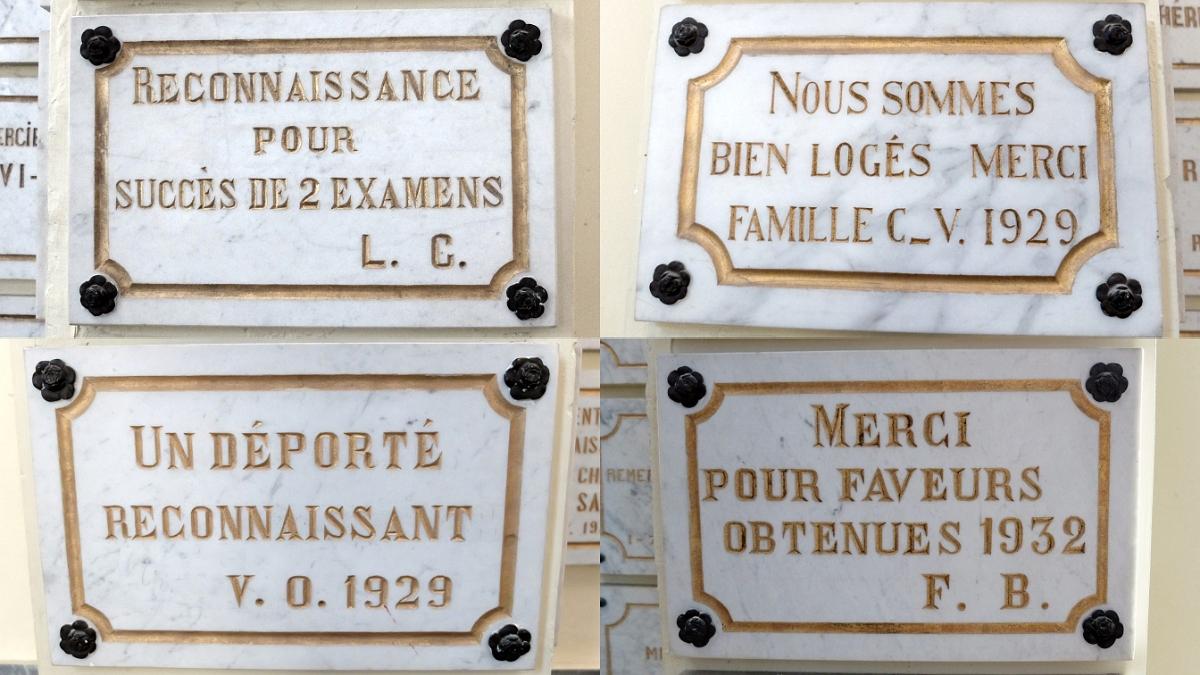 RECONNAISSANCE
POUR
SUCCÈS DE 2 EXAMENS
L. G.
NOUS SOMMES
BIEN LOGÉS MERCI
FAMILLE C_V. 1929
UN DÉPORTÉ
RECONNAISSANT
V. O. 1929
MERCI
POUR FAVEURS
OBTENUES 1932
F. B.